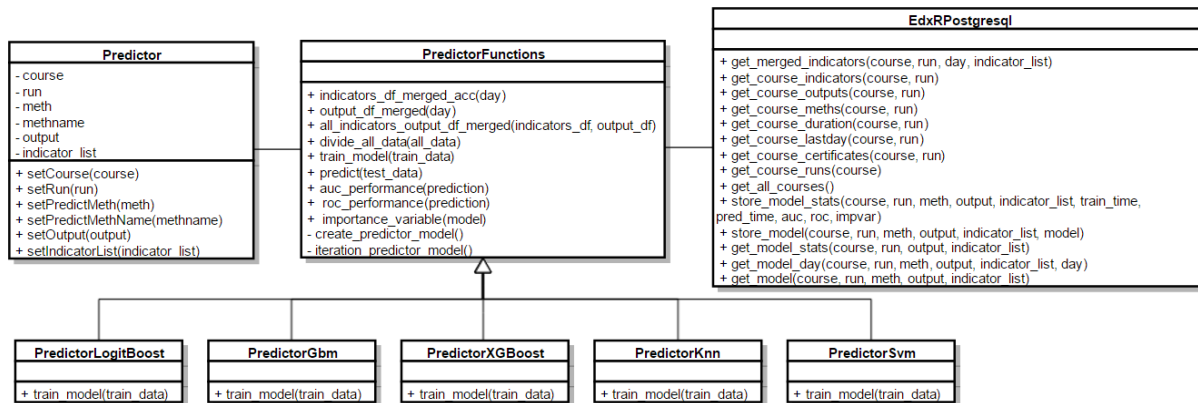 Predictor
- course
- run
- meth
- methname
- output
- indicator_list
+ setCourse(course)
+ setRun(run)
+ setPredictMeth(meth)
+ setPredictMethName(methname)
+ setOutput(output)
+ setIndicatorList(indicator_list)
PredictorFunctions
+ indicators_df_merged_acc(day)
+ output_df_merged(day)
+ all_indicators_output_df_merged(indicators_df, output_df)
+ divide_all_data(all_data)
+ train_model(train_data)
+ predict(test_data)
+ auc_performance(prediction)
+ roc_performance(prediction)
+ importance_variable(model)
- create_predictor_model()
- iteration_predictor_model()
EdxRPostgresql
+ get_merged_indicators(course, run, day, indicator_list)
+ get_course_indicators(course, run)
+ get_course_outputs(course, run)
+ get_course_meths(course, run)
+ get_course_duration(course, run)
+ get_course_lastday(course, run)
+ get_course_certificates(course, run)
+ get_course_runs(course)
+ get_all_courses()
+ store_model_stats(course, run, meth, output, indicator_list, train_time,
pred_time, auc, roc, impvar)
+ store_model(course, run, meth, output, indicator_list, model)
+ get_model_stats(course, run, output, indicator_list)
+ get_model_day(course, run, meth, output, indicator_list, day)
+ get_model(course, run, meth, output, indicator_list)
PredictorLogitBoost
+ train_model(train_data)
PredictorGbm
+ train_model(train_data)
PredictorXGBoost
+ train_model(train_data)
PredictorKnn
+ train_model(train_data)
PredictorSvm
+ train_model(train_data)